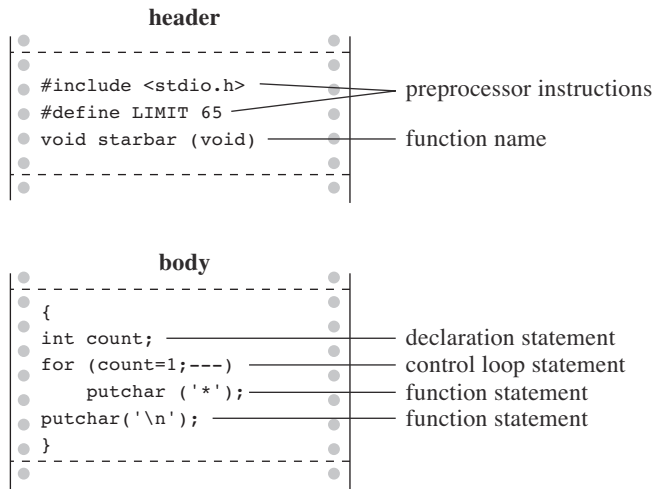 header
#include <stdio.h>
#define LIMIT 65
preprocessor instructions
void starbar (void)
function name
body
{
int count;
declaration statement
for (count=1;---)
control loop statement
putchar ('*');
function statement
putchar('\n');
function statement
}